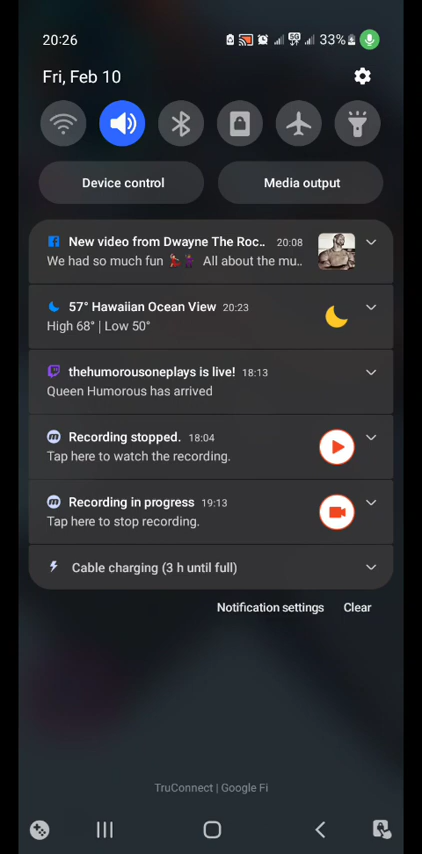 20:26
5G
33%
Fri, Feb 10
Device control
Media output
New video from Dwayne The Roc.. 20:08
We had so much fun 💃🕺 All about the mu..
57° Hawaiian Ocean View 20:23
High 68° | Low 50°
thehumorousoneplays is live! 18:13
Queen Humorous has arrived
Recording stopped. 18:04
Tap here to watch the recording.
Recording in progress 19:13
Tap here to stop recording.
Cable charging (3 h until full)
Notification settings Clear
TruConnect | Google Fi